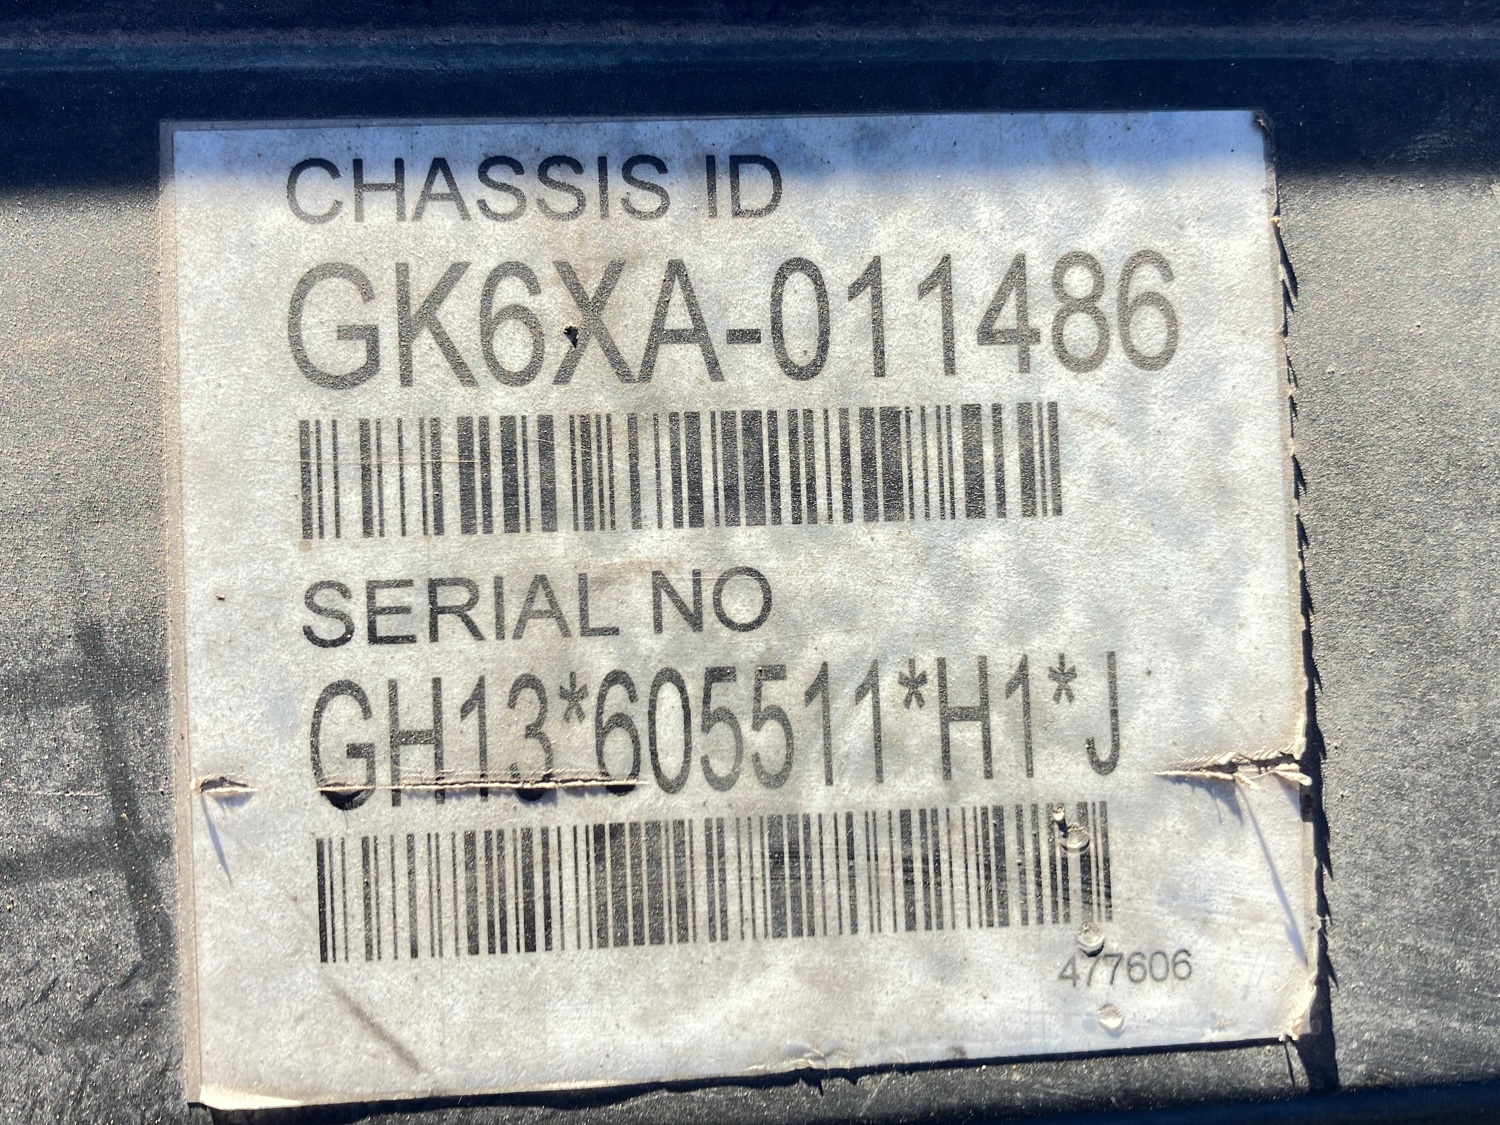 CHASSIS ID
GK6XA-011486
SERIAL NO
GH13*605511*H1*J
477606